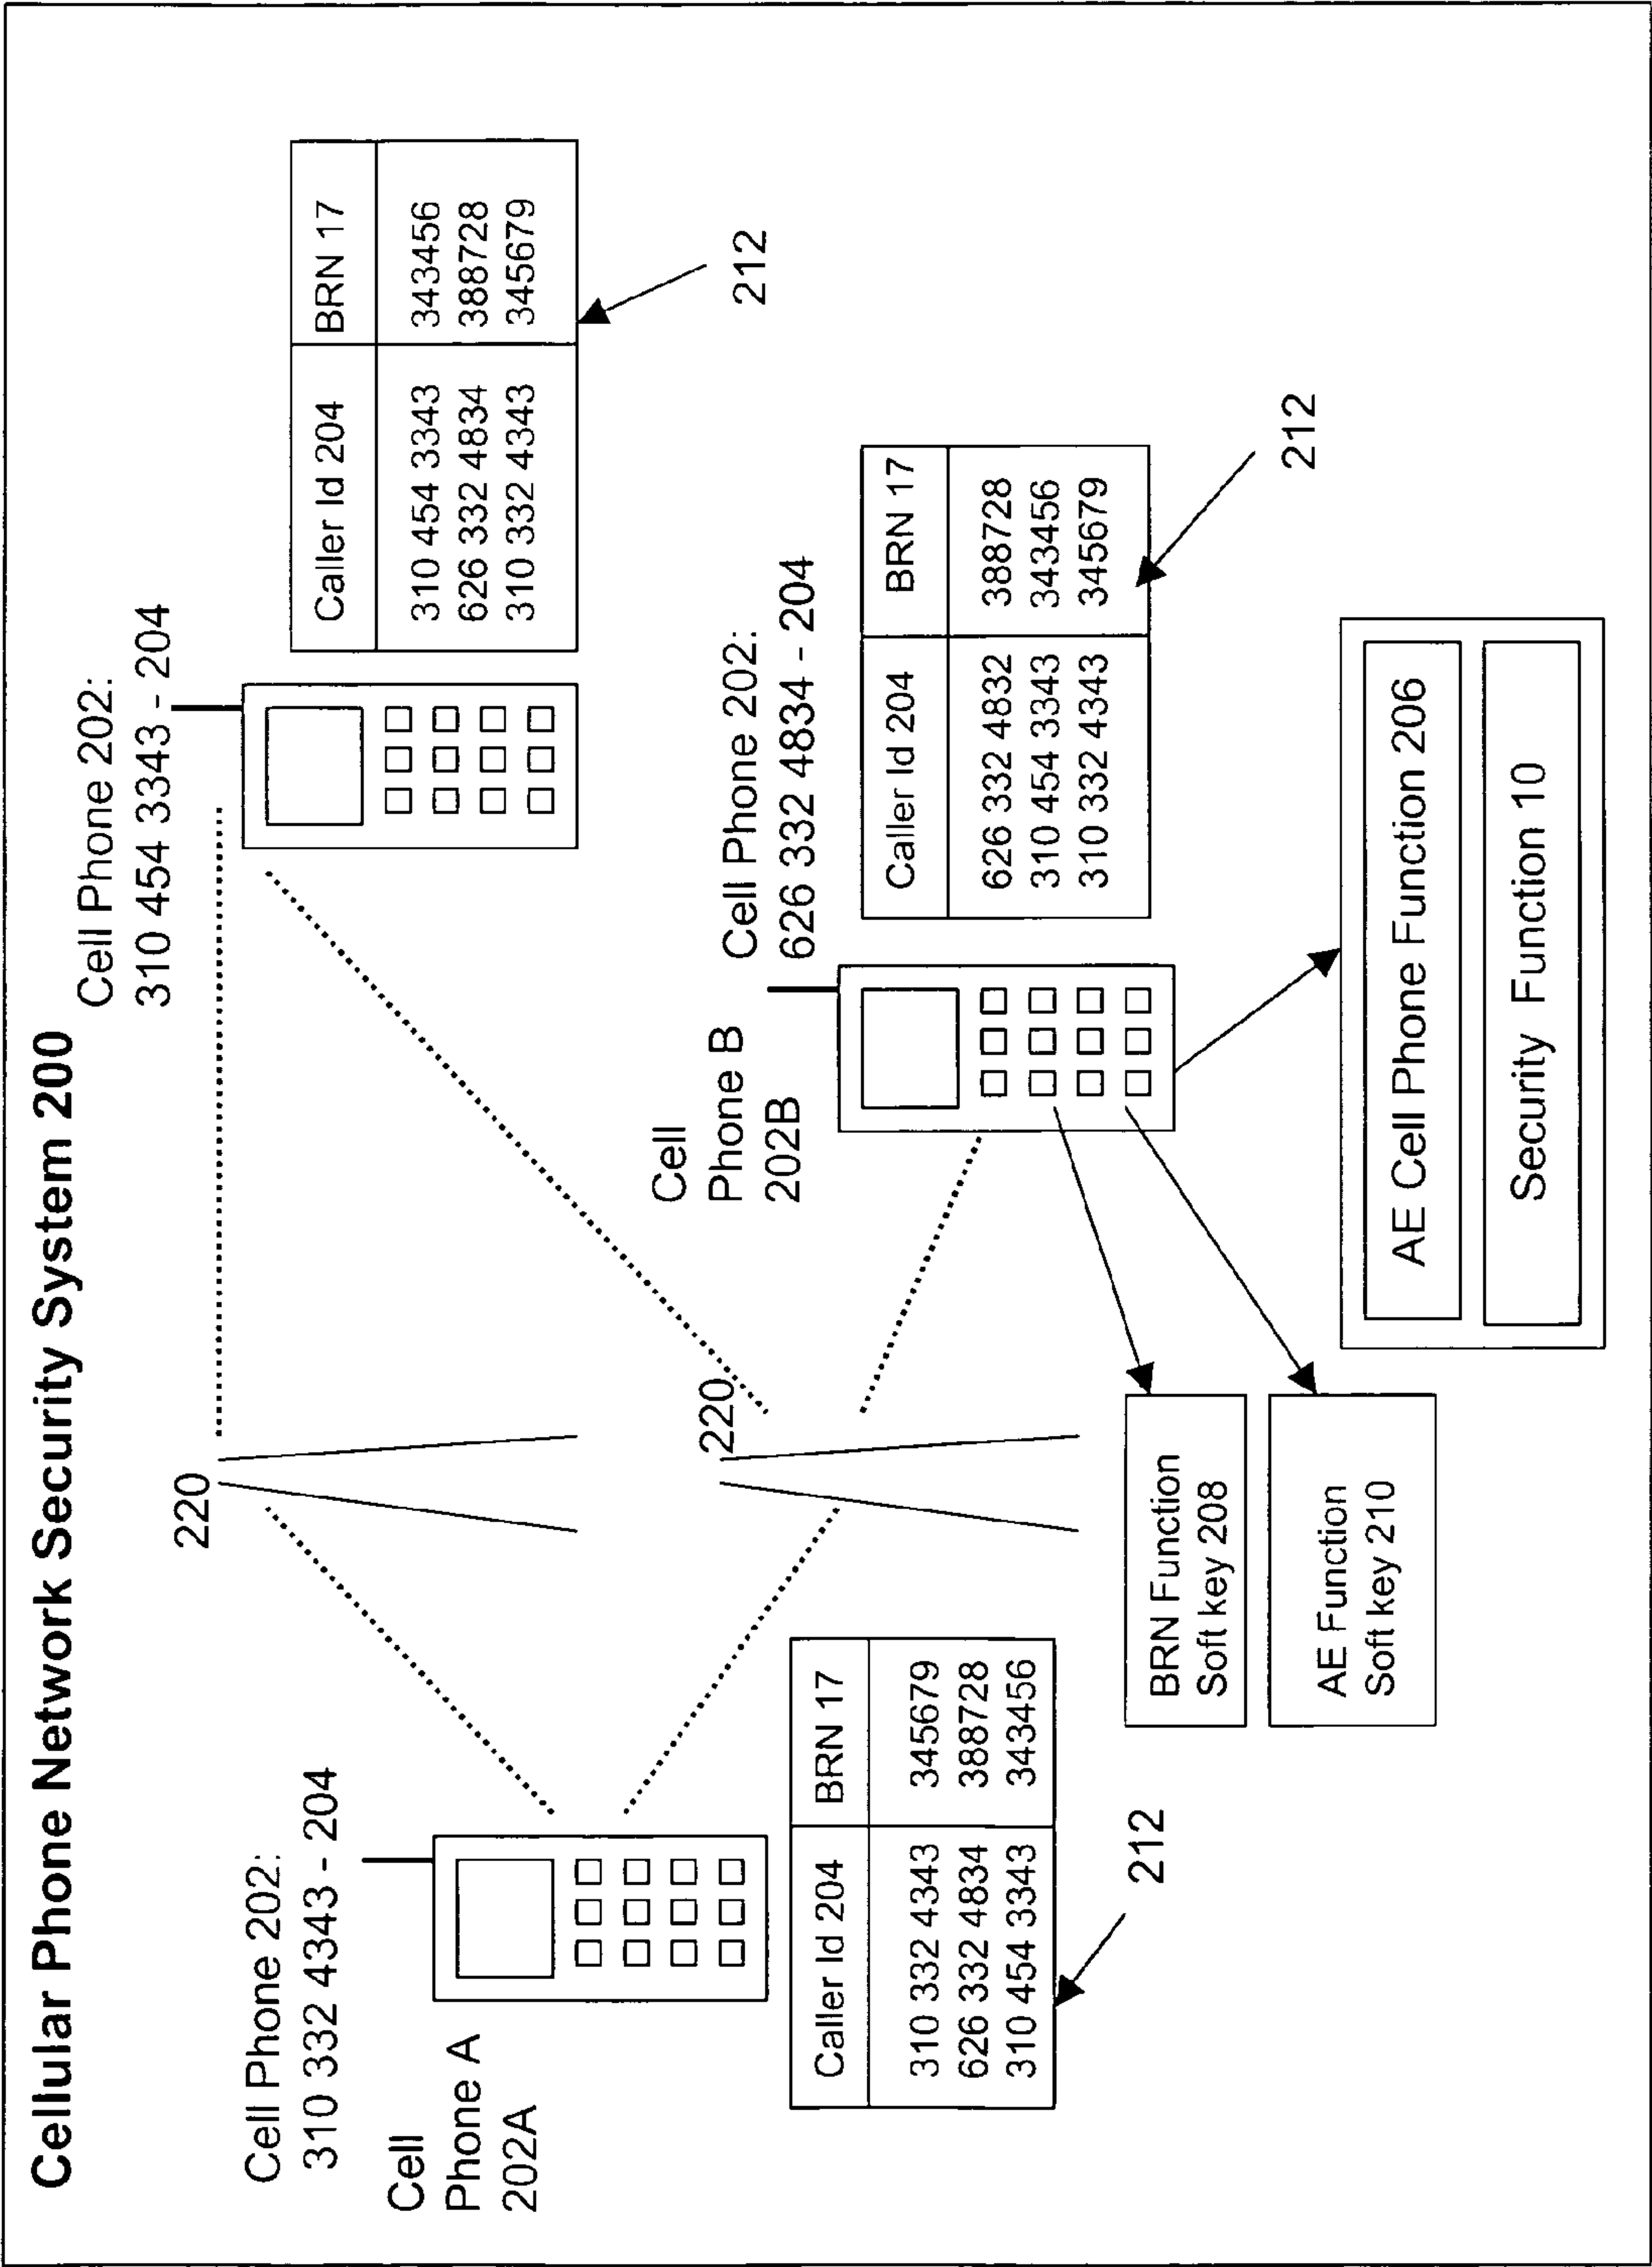 Cellular Phone Network Security System 200
Cell Phone 202:
310 454 3343 - 204
Caller Id 204 BRN 17
310 454 3343 343456
626 332 4834 388728
310 332 4343 345679
212
220
Cell Phone 202:
310 332 4343 - 204
Cell
Phone A
202A
Caller Id 204 BRN 17
310 332 4343 345679
626 332 4834 388728
310 454 3343 343456
212
220
Cell
Phone B
202B
Cell Phone 202:
626 332 4834 - 204
Caller Id 204 BRN 17
626 332 4832 388728
310 454 3343 343456
310 332 4343 345679
212
BRN Function
Soft key 208
AE Function
Soft key 210
AE Cell Phone Function 206
Security Function 10